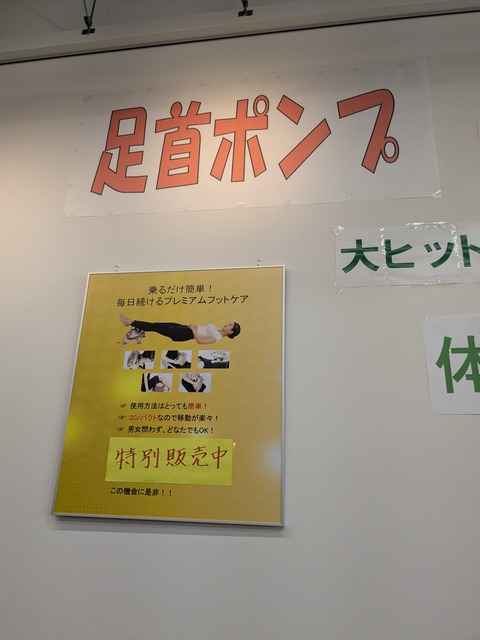 足首ポンプ
大ヒット
体
乗るだけ簡単！
毎日続けるプレミアムフットケア
☞ 使用方法はとっても簡単！
☞ コンパクトなので移動が楽々！
☞ 男女問わず、どなたでもOK！
特別販売中
この機会に是非！！